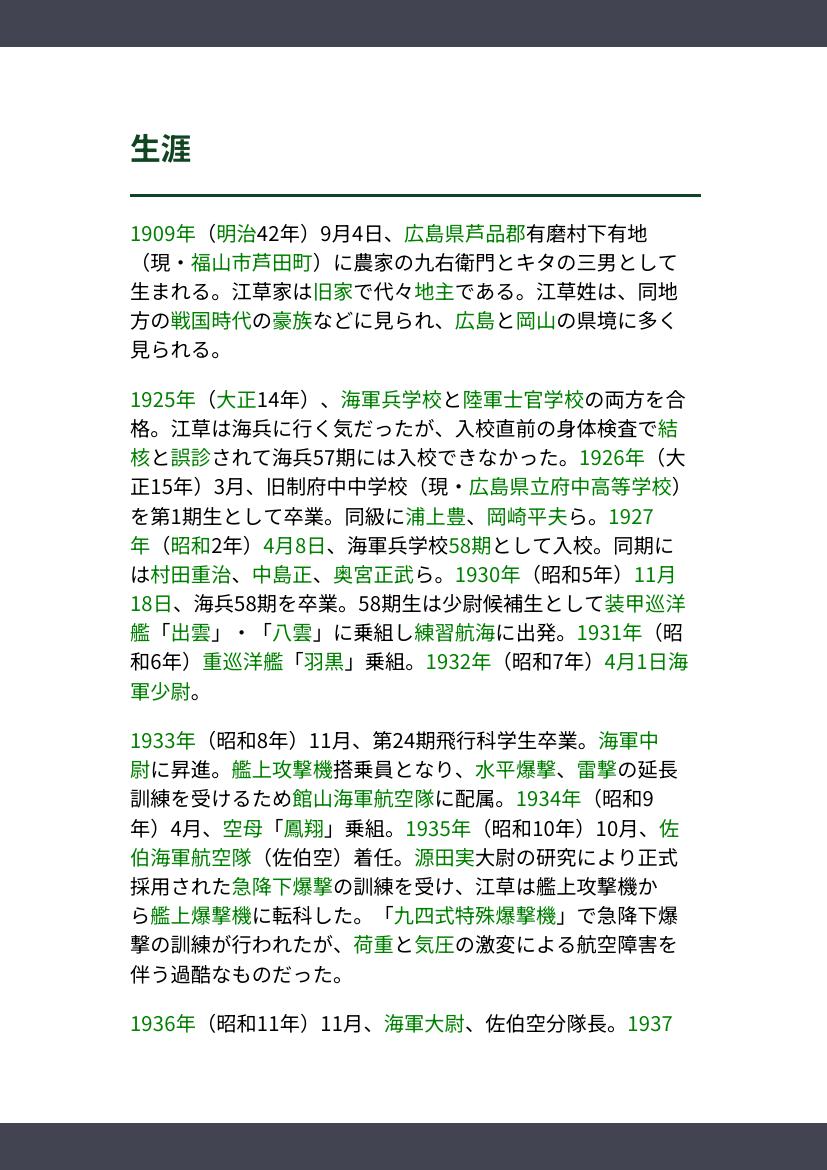 生涯
1909年（明治42年）9月4日、広島県芦品郡有磨村下有地
（現・福山市芦田町）に農家の九右衛門とキタの三男として
生まれる。江草家は旧家で代々地主である。江草姓は、同地
方の戦国時代の豪族などに見られ、広島と岡山の県境に多く
見られる。
1925年（大正14年）、海軍兵学校と陸軍士官学校の両方を合
格。江草は海兵に行く気だったが、入校直前の身体検査で結
核と誤診されて海兵57期には入校できなかった。1926年（大
正15年）3月、旧制府中中学校（現・広島県立府中高等学校）
を第1期生として卒業。同級に浦上豊、岡崎平夫ら。1927
年（昭和2年）4月8日、海軍兵学校58期として入校。同期に
は村田重治、中島正、奥宮正武ら。1930年（昭和5年）11月
18日、海兵58期を卒業。58期生は少尉候補生として装甲巡洋
艦「出雲」・「八雲」に乗組し練習航海に出発。1931年（昭
和6年）重巡洋艦「羽黒」乗組。1932年（昭和7年）4月1日海
軍少尉。
1933年（昭和8年）11月、第24期飛行科学生卒業。海軍中
尉に昇進。艦上攻撃機搭乗員となり、水平爆撃、雷撃の延長
訓練を受けるため館山海軍航空隊に配属。1934年（昭和9
年）4月、空母「鳳翔」乗組。1935年（昭和10年）10月、佐
伯海軍航空隊（佐伯空）着任。源田実大尉の研究により正式
採用された急降下爆撃の訓練を受け、江草は艦上攻撃機か
ら艦上爆撃機に転科した。「九四式特殊爆撃機」で急降下爆
撃の訓練が行われたが、荷重と気圧の激変による航空障害を
伴う過酷なものだった。
1936年（昭和11年）11月、海軍大尉、佐伯空分隊長。1937